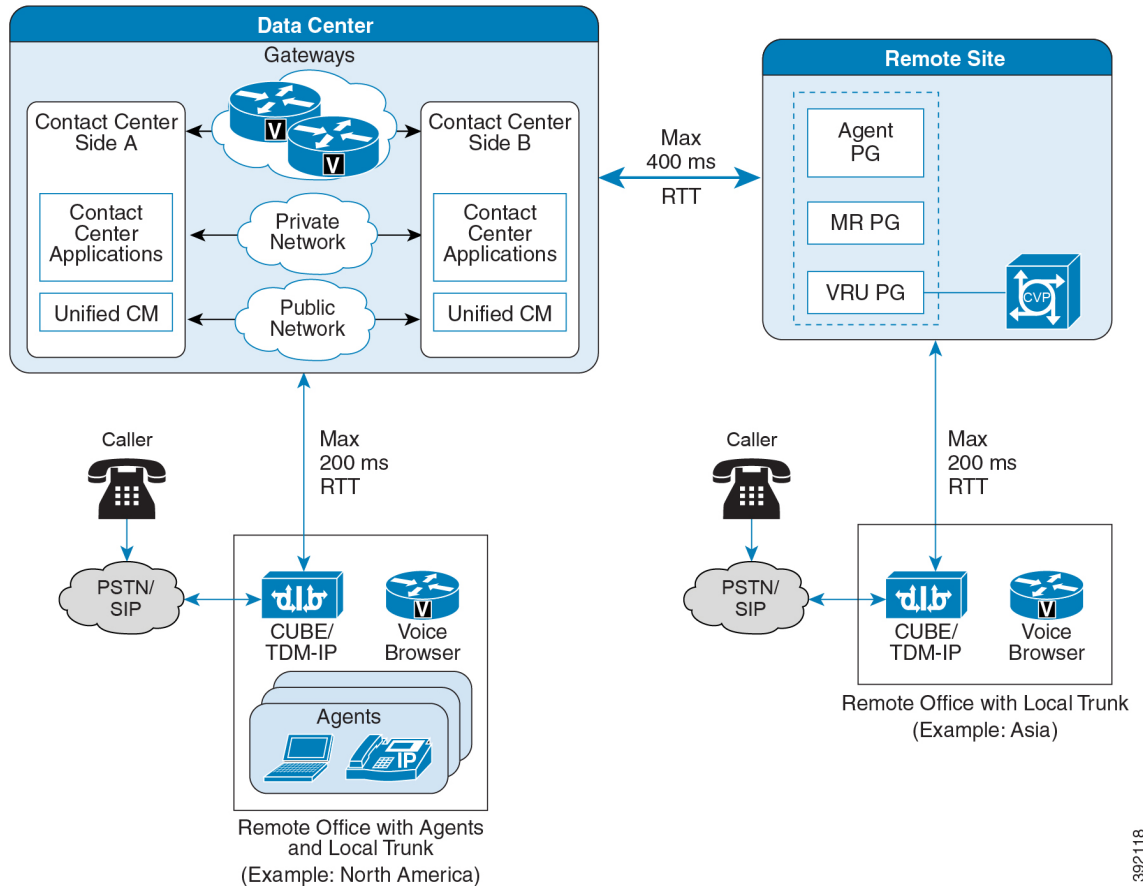 Data Center
Gateways
Contact Center
Side A
Contact
Center
Applications
Unified CM
V
V
Private
Network
Public
Network
Contact Center
Side B
Contact
Center
Applications
Unified CM
Max
400 ms
RTT
Remote Site
Agent
PG
MR PG
VRU PG
CVP
Caller
Max
200 ms
RTT
PSTN/
SIP
CUBE/
TDM-IP
V
Voice
Browser
Agents
IP
Remote Office with Agents
and Local Trunk
(Example: North America)
Caller
Max
200 ms
RTT
PSTN/
SIP
CUBE/
TDM-IP
V
Voice
Browser
Remote Office with Local Trunk
(Example: Asia)
392118